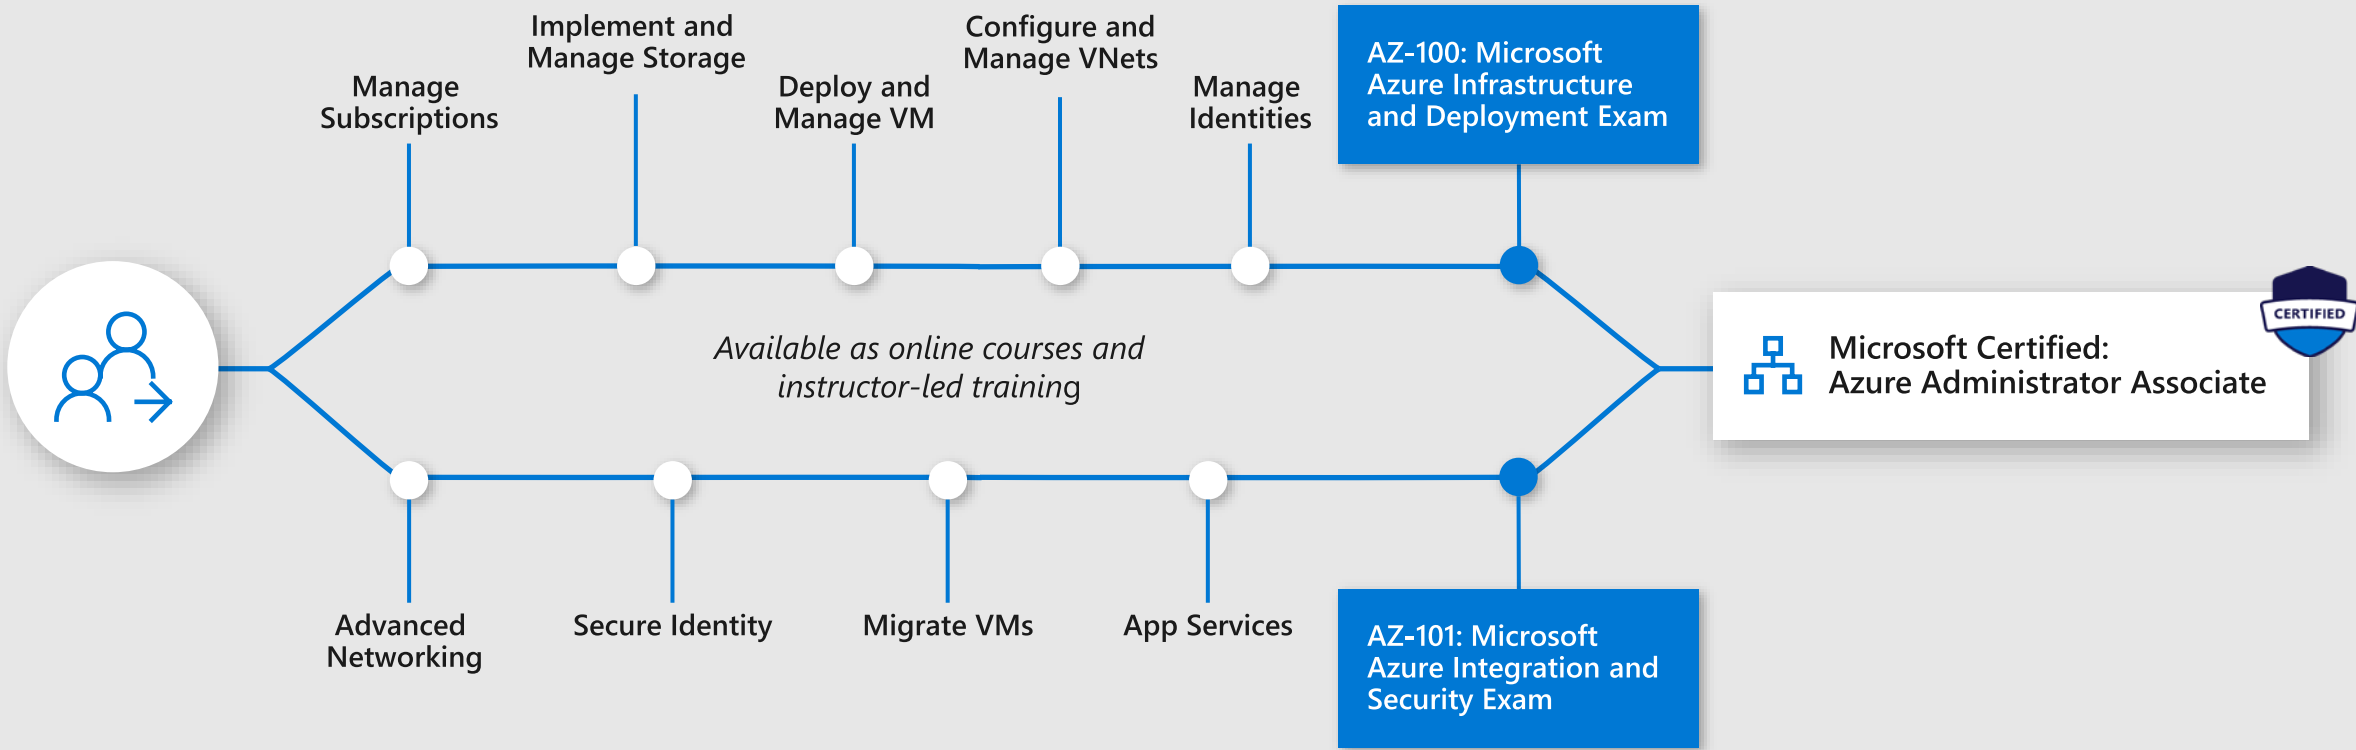 Manage
Subscriptions
Implement and
Manage Storage
Deploy and
Manage VM
Configure and
Manage VNets
Manage
Identities
AZ-100: Microsoft
Azure Infrastructure
and Deployment Exam
Available as online courses and
instructor-led training
Microsoft Certified:
Azure Administrator Associate
CERTIFIED
Advanced
Networking
Secure Identity
Migrate VMs
App Services
AZ-101: Microsoft
Azure Integration and
Security Exam